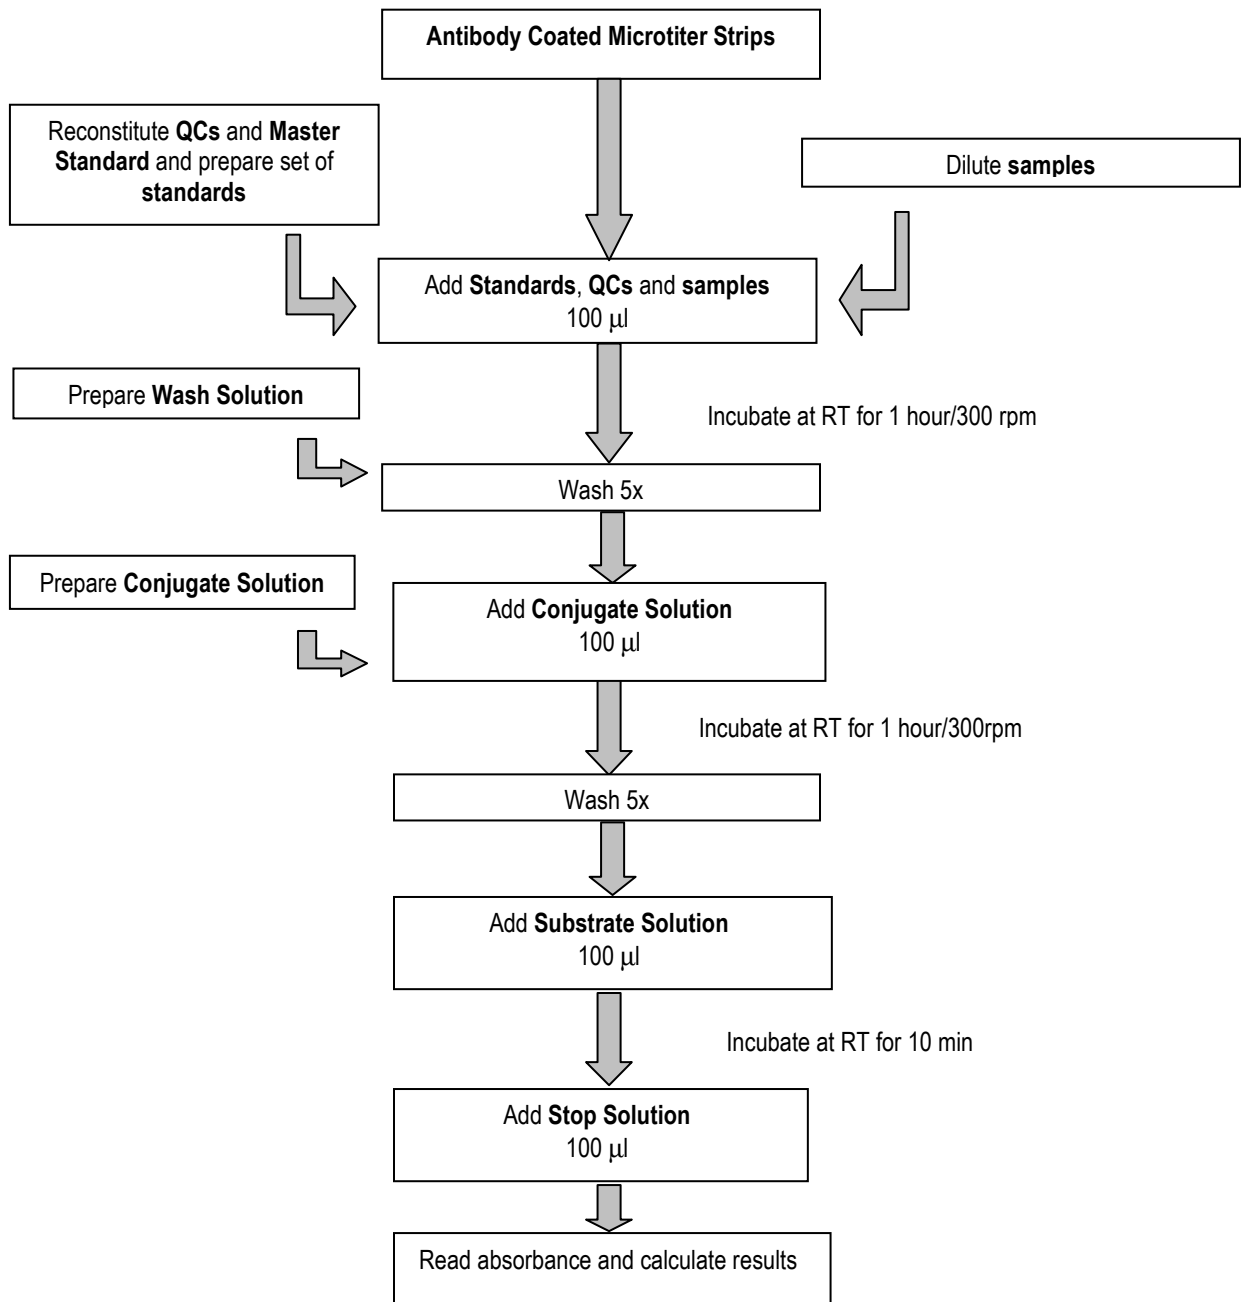 Antibody Coated Microtiter Strips
Reconstitute QCs and Master
Standard and prepare set of
standards
Dilute samples
Add Standards, QCs and samples
100 μl
Prepare Wash Solution
Incubate at RT for 1 hour/300 rpm
Wash 5x
Prepare Conjugate Solution
Add Conjugate Solution
100 μl
Incubate at RT for 1 hour/300rpm
Wash 5x
Add Substrate Solution
100 μl
Incubate at RT for 10 min
Add Stop Solution
100 μl
Read absorbance and calculate results